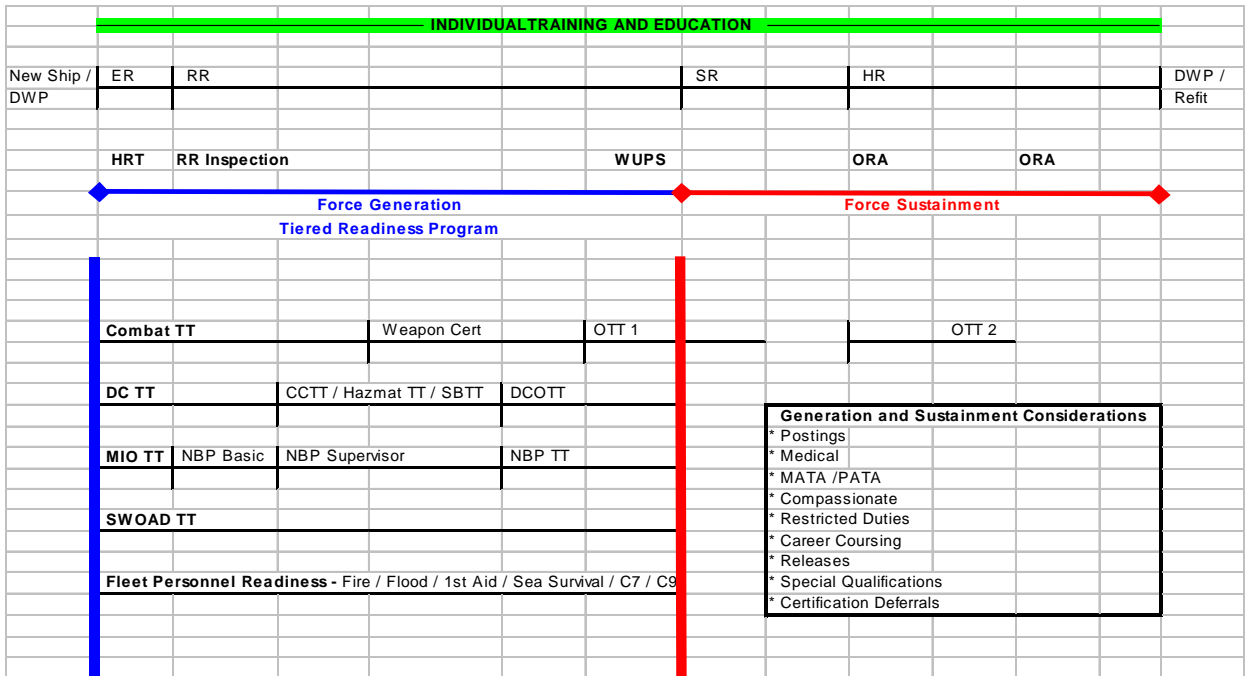 INDIVIDUALTRAINING AND EDUCATION
New Ship / ER RR SR HR DWP /
DWP Refit
HRT RR Inspection WUPS ORA ORA
Force Generation Force Sustainment
Tiered Readiness Program
Combat TT Weapon Cert OTT 1 OTT 2
DC TT CCTT / Hazmat TT / SBTT DCOTT
Generation and Sustainment Considerations
* Postings
MIO TT NBP Basic NBP Supervisor NBP TT
* Medical
* MATA /PATA
* Compassionate
SWOAD TT
* Restricted Duties
* Career Coursing
* Releases
Fleet Personnel Readiness - Fire / Flood / 1st Aid / Sea Survival / C7 / C9
* Special Qualifications
* Certification Deferrals